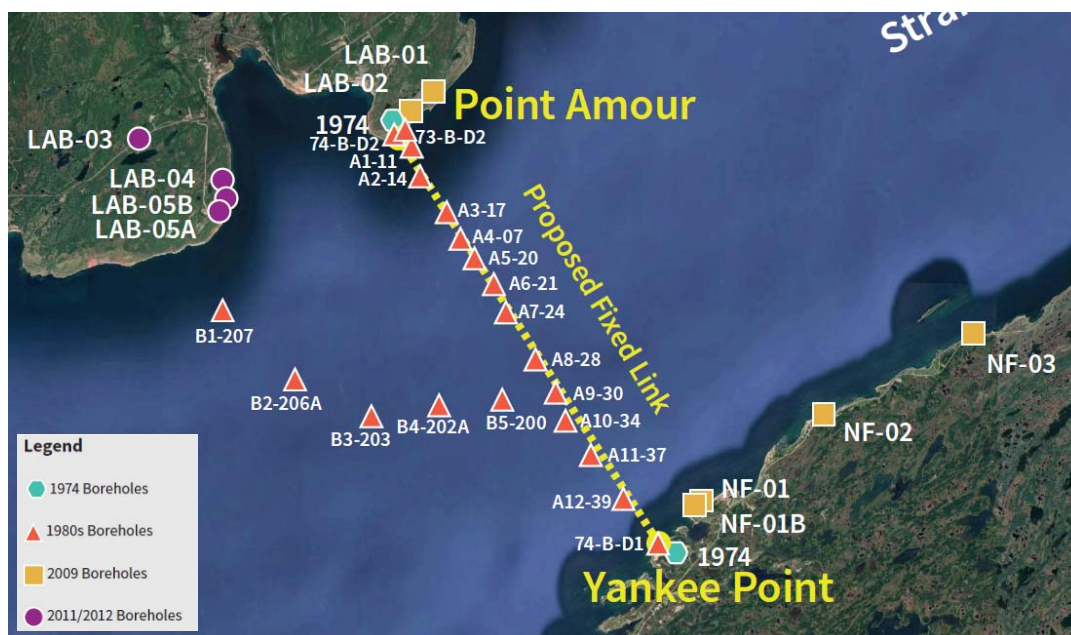 Stra
LAB-01
LAB-02
Point Amour
1974
73-B-D2
74-B-D2
LAB-03
A1-11
A2-14
LAB-04
LAB-05B
LAB-05A
A3-17
A4-07
A5-20
A6-21
A7-24
Proposed Fixed Link
B1-207
A8-28
NF-03
B2-206A
A9-30
B3-203
B4-202A
B5-200
A10-34
NF-02
A11-37
NF-01
A12-39
NF-01B
74-B-D1
1974
Yankee Point
Legend
1974 Boreholes
1980s Boreholes
2009 Boreholes
2011/2012 Boreholes